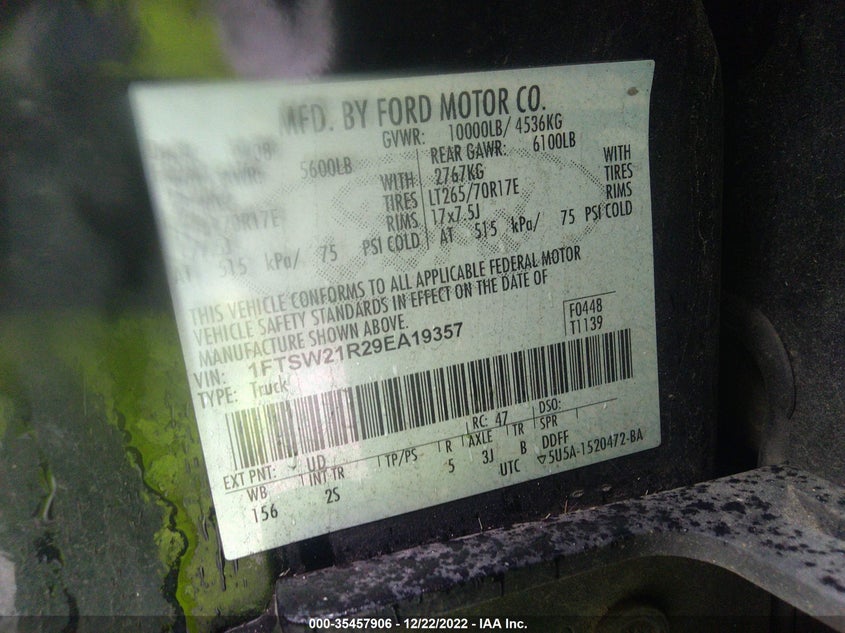 MFD. BY FORD MOTOR CO.
GVWR: 10000LB/ 4536KG
5600LB REAR GAWR: 6100LB
WITH 2767KG WITH
TIRES LT265/70R17E TIRES
RIMS 17x7.5J RIMS
AT 515 kPa/ 75 PSI COLD AT 515 kPa/ 75 PSI COLD
THIS VEHICLE CONFORMS TO ALL APPLICABLE FEDERAL MOTOR
VEHICLE SAFETY STANDARDS IN EFFECT ON THE DATE OF
MANUFACTURE SHOWN ABOVE.
VIN: 1FTSW21R29EA19357
TYPE: Truck
F0448
T1139
EXT PNT: UD RC: 47 DSO:
WB INT TR TP/PS R AXLE TR SPR
156 2S 5 3J B DDFF
UTC ▽5U5A-1520472-BA
000-35457906 - 12/22/2022 - IAA Inc.